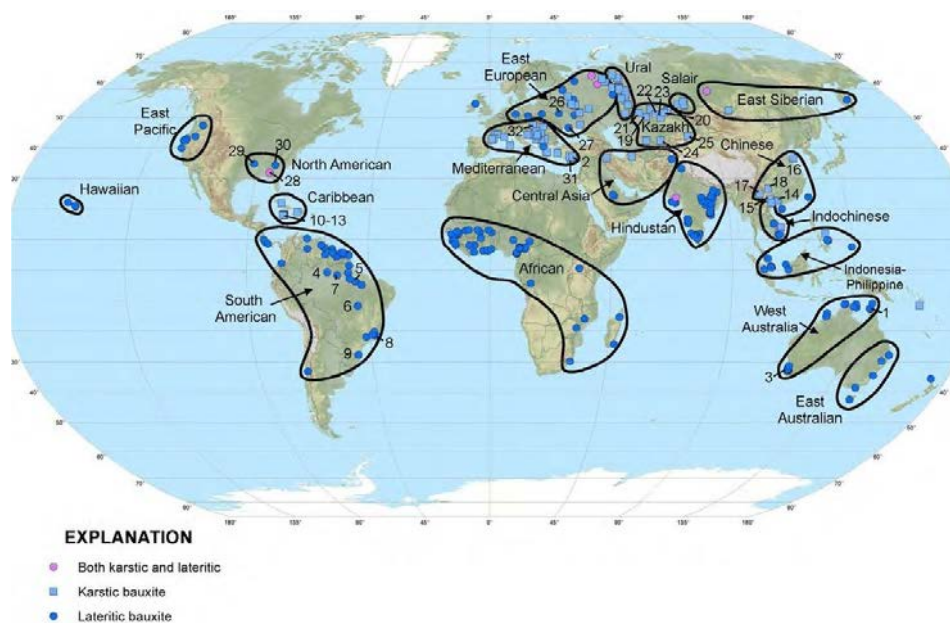 East
European
Ural
Salair
22
23
East Siberian
26
20
East
Pacific
32
21
Kazakh
25
27
19
24
Chinese
29
30
North American
Mediterranean
2
16
28
31
Central Asia
17
18
14
15
Hawaiian
Caribbean
10-13
Hindustan
Indochinese
African
4
5
7
Indonesia-
Philippine
South
American
6
West
Australia
1
8
9
3
East
Australian
EXPLANATION
Both karstic and lateritic
Karstic bauxite
Lateritic bauxite